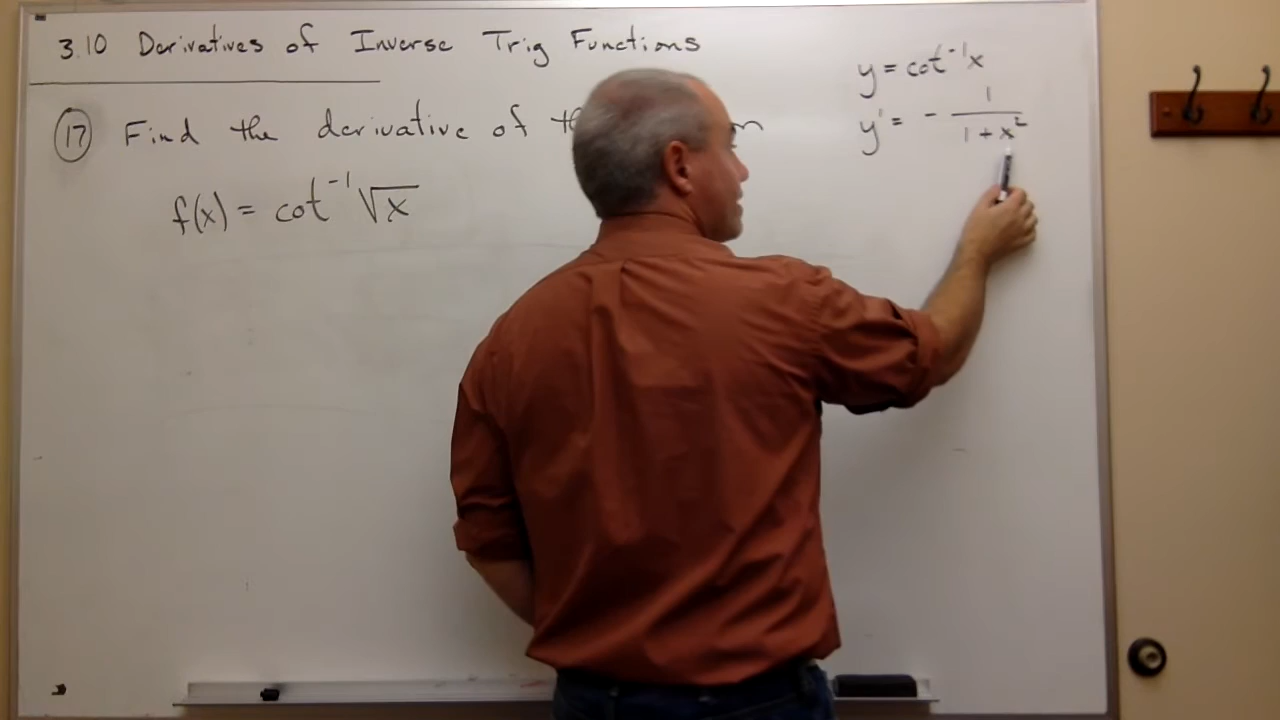 3.10 Derivatives of Inverse Trig Functions
17 Find the derivative of
f(x) = cot⁻¹√x
y = cot⁻¹x
y' = - 1/(1 + x²)